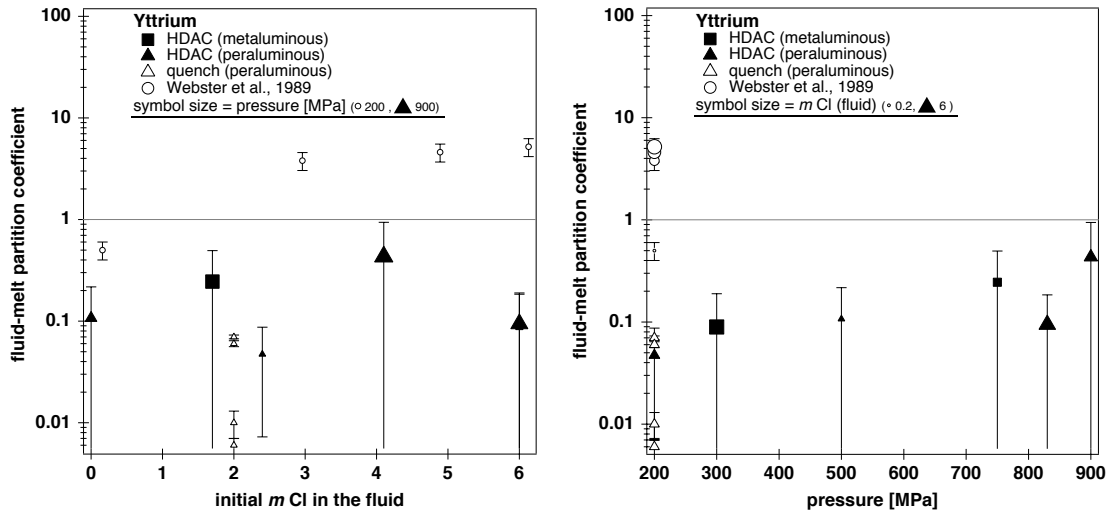 100
10
1
0.1
0.01
fluid-melt partition coefficient
Yttrium
HDAC (metaluminous)
HDAC (peraluminous)
quench (peraluminous)
Webster et al., 1989
symbol size = pressure [MPa] ( 200 , 900)
0 1 2 3 4 5 6
initial m Cl in the fluid
100
10
1
0.1
0.01
fluid-melt partition coefficient
Yttrium
HDAC (metaluminous)
HDAC (peraluminous)
quench (peraluminous)
Webster et al., 1989
symbol size = m Cl (fluid) ( 0.2, 6 )
200 300 400 500 600 700 800 900
pressure [MPa]